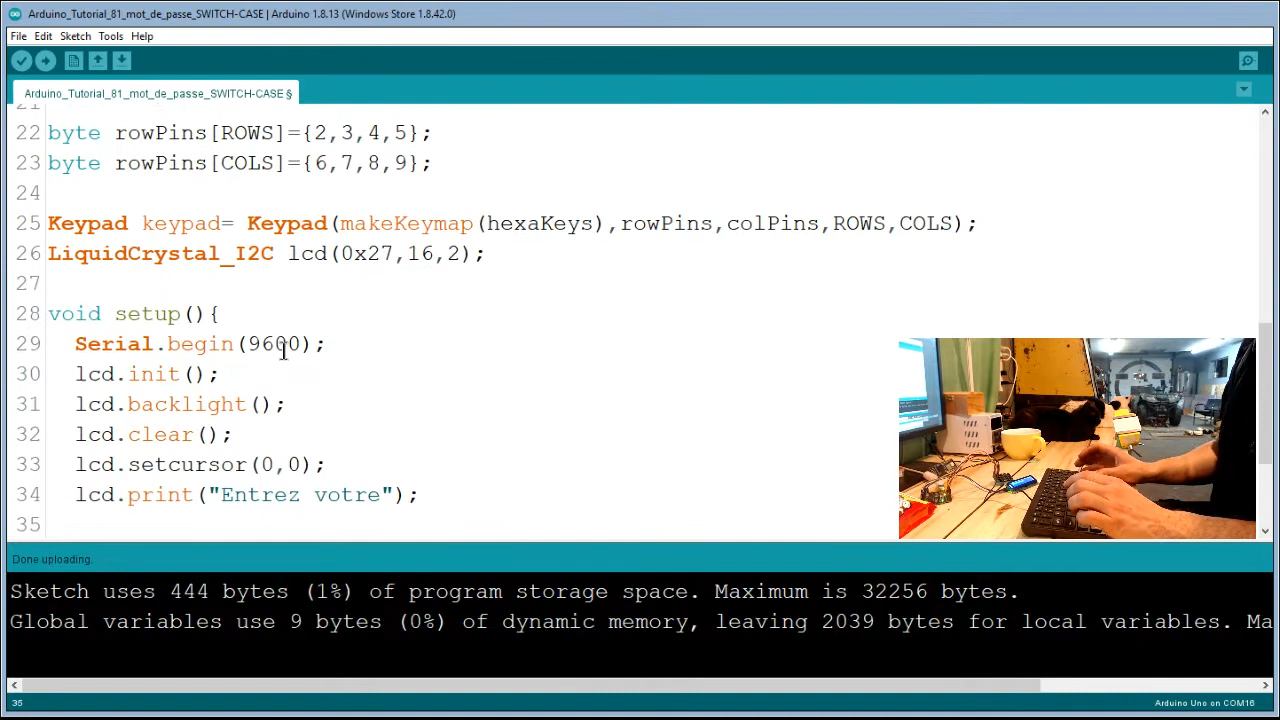 Arduino_Tutorial_81_mot_de_passe_SWITCH-CASE | Arduino 1.8.13 (Windows Store 1.8.42.0)
File Edit Sketch Tools Help
Arduino_Tutorial_81_mot_de_passe_SWITCH-CASE §
21
22 byte rowPins[ROWS]={2,3,4,5};
23 byte rowPins[COLS]={6,7,8,9};
24
25 Keypad keypad= Keypad(makeKeymap(hexaKeys),rowPins,colPins,ROWS,COLS);
26 LiquidCrystal_I2C lcd(0x27,16,2);
27
28 void setup(){
29 Serial.begin(9600);
30 lcd.init();
31 lcd.backlight();
32 lcd.clear();
33 lcd.setcursor(0,0);
34 lcd.print("Entrez votre");
35
Done uploading.
Sketch uses 444 bytes (1%) of program storage space. Maximum is 32256 bytes.
Global variables use 9 bytes (0%) of dynamic memory, leaving 2039 bytes for local variables. Ma
35 Arduino Uno on COM16